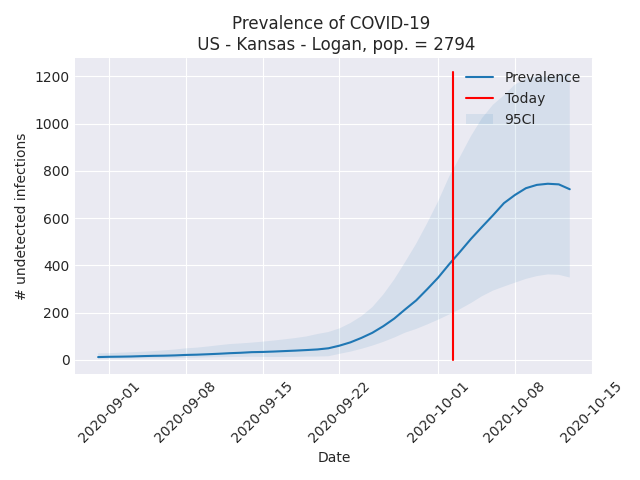 Prevalence of COVID-19
US - Kansas - Logan, pop. = 2794
1200
1000
800
600
400
200
0
# undetected infections
Prevalence
Today
95CI
2020-09-01
2020-09-08
2020-09-15
2020-09-22
2020-10-01
2020-10-08
2020-10-15
Date